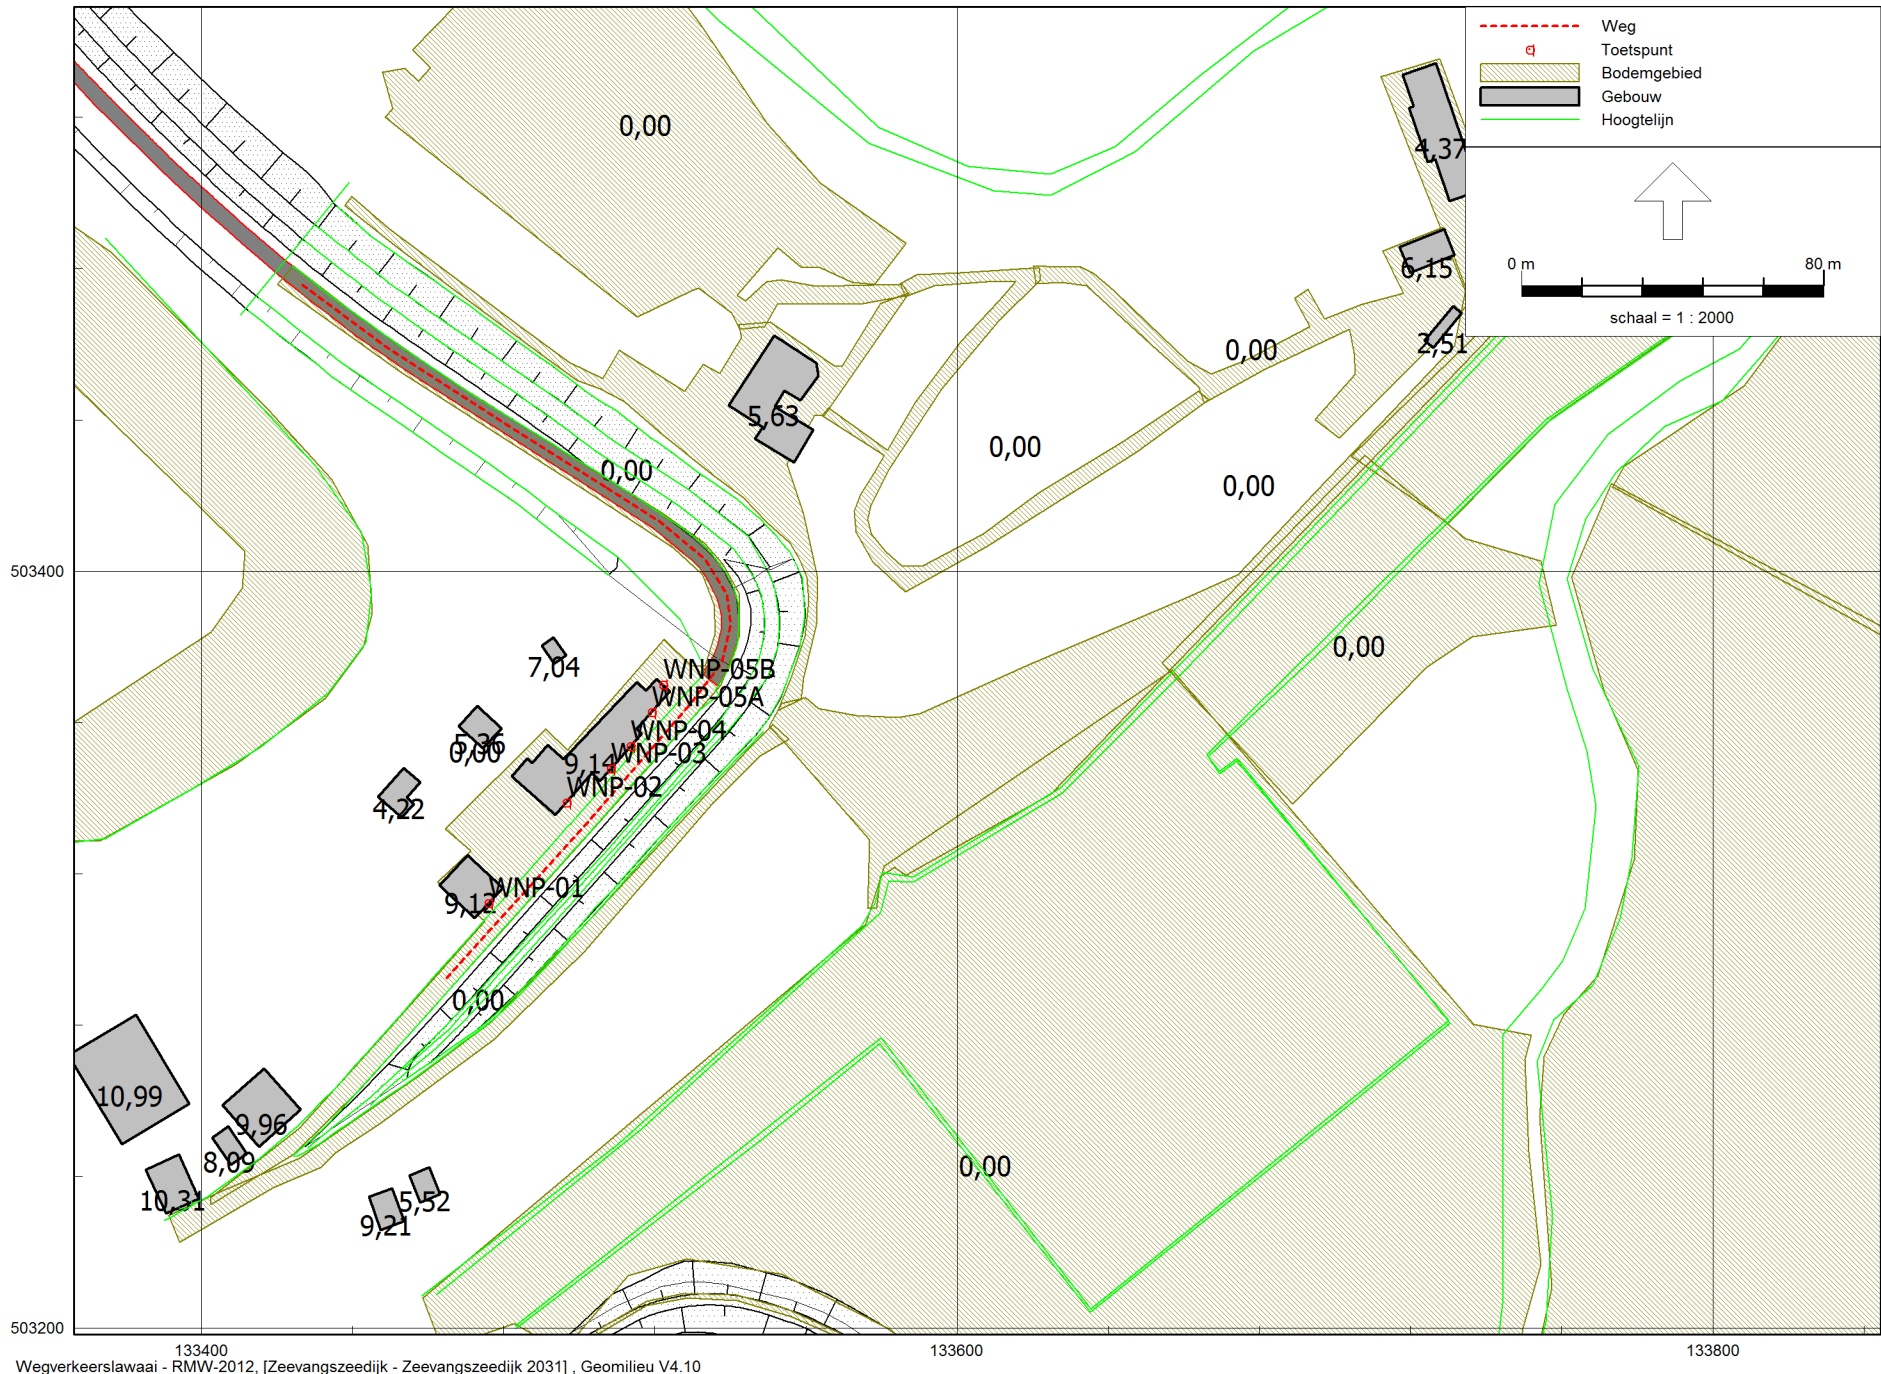 Weg
Toetspunt
Bodemgebied
Gebouw
Hoogtelijn
0 m 80 m
schaal = 1 : 2000
0,00
4,37
6,15
2,51
0,00
5,63
0,00
0,00
0,00
503400
0,00
7,04
WNP-05B
WNP-05A
WNP-04
5,36
0,00
WNP-03
9,14
WNP-02
4,22
WNP-01
9,12
0,00
10,99
9,96
8,09
0,00
10,31
5,52
9,21
503200
133400 133600 133800
Wegverkeerslawaai - RMW-2012, [Zeevangszeedijk - Zeevangszeedijk 2031] , Geomilieu V4.10